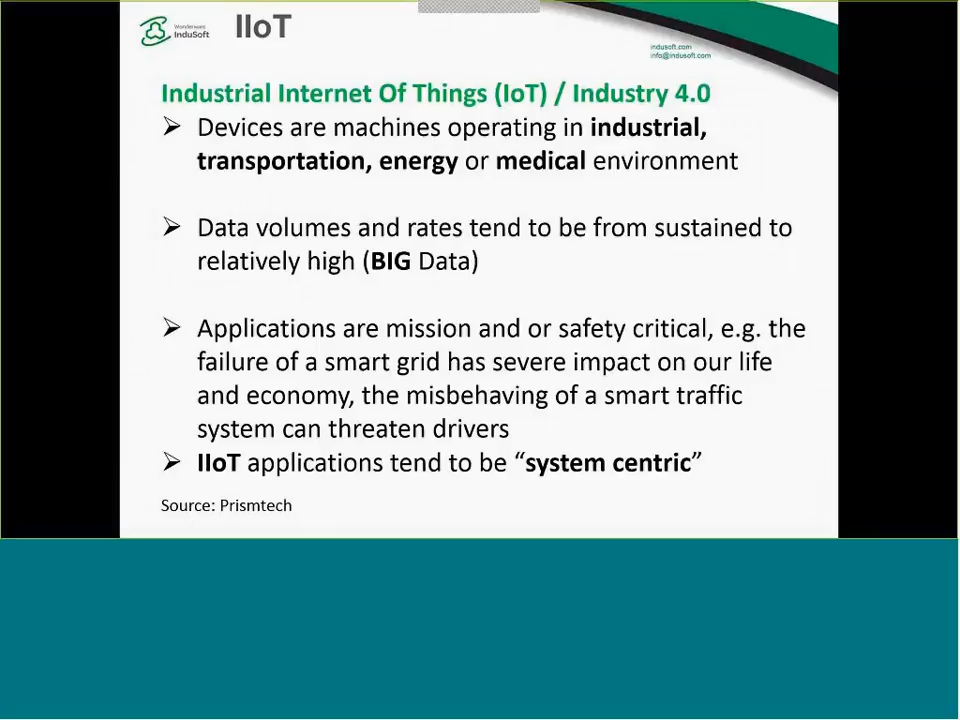 Wonderware
InduSoft
IIoT
indusoft.com
info@indusoft.com
Industrial Internet Of Things (IoT) / Industry 4.0
➢ Devices are machines operating in industrial,
transportation, energy or medical environment
➢ Data volumes and rates tend to be from sustained to
relatively high (BIG Data)
➢ Applications are mission and or safety critical, e.g. the
failure of a smart grid has severe impact on our life
and economy, the misbehaving of a smart traffic
system can threaten drivers
➢ IIoT applications tend to be “system centric”
Source: Prismtech